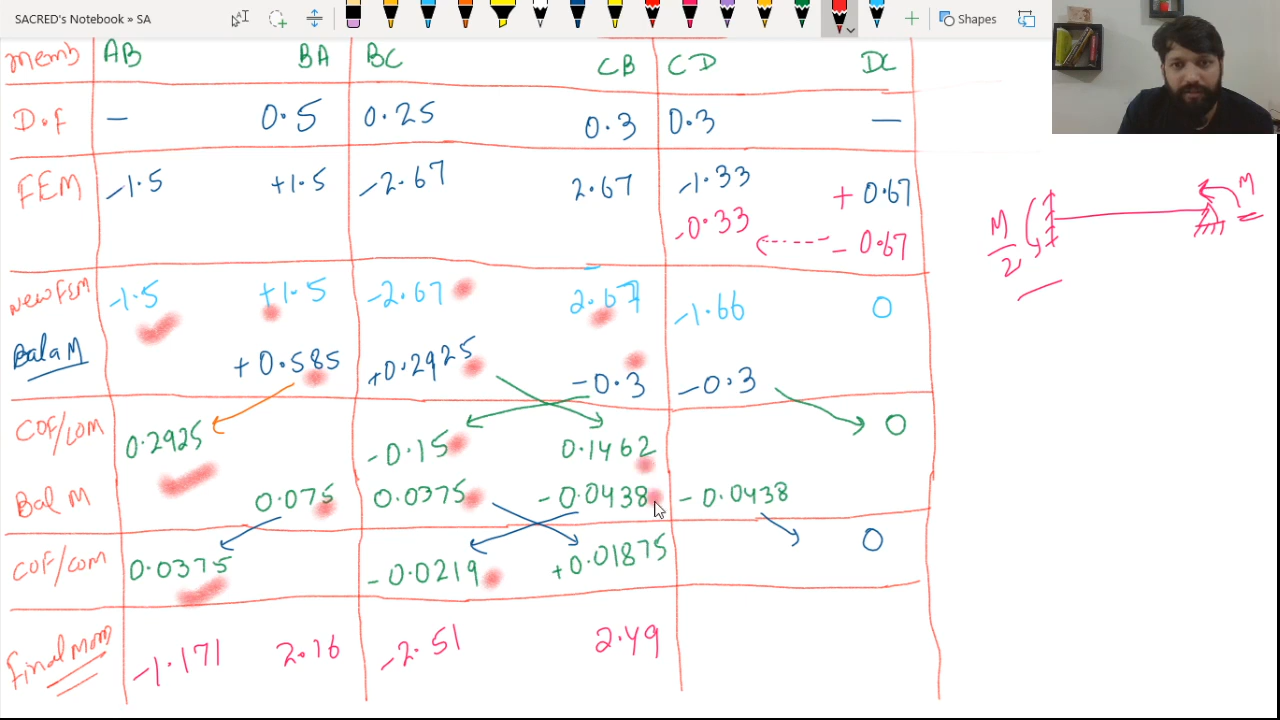 SACRED's Notebook » SA
Shapes
Memb AB BA BC CB CD DC
D.f — 0.5 0.25 0.3 0.3 —
FEM -1.5 +1.5 -2.67 2.67 -1.33 + 0.67
-0.33 - 0.67
New FEM -1.5 +1.5 -2.67 2.67 -1.66 0
Bala M + 0.585 +0.2925 -0.3 -0.3
COF/COM 0.2925 -0.15 0.1462 0
Bal M 0.075 0.0375 - 0.0438 - 0.0438
COF/COM 0.0375 - 0.0219 +0.01875 0
Final Mom -1.171 2.16 -2.51 2.49
M
M/2